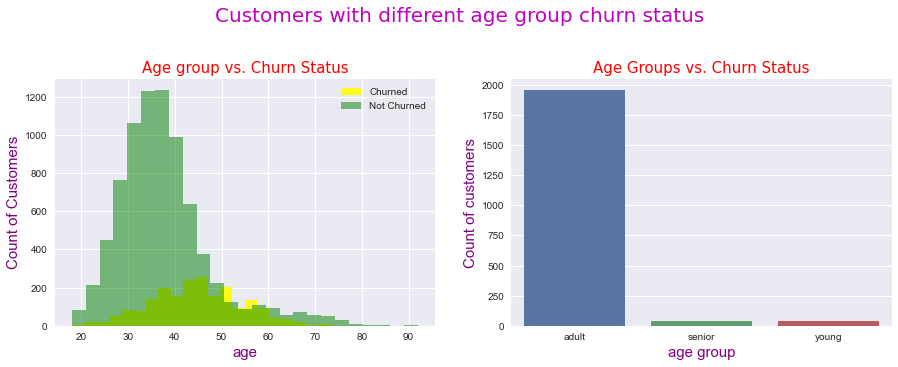 Customers with different age group churn status
Age group vs. Churn Status
Churned
Not Churned
Count of Customers
1200
1000
800
600
400
200
0
20 30 40 50 60 70 80 90
age
Age Groups vs. Churn Status
Count of customers
2000
1750
1500
1250
1000
750
500
250
0
adult senior young
age group